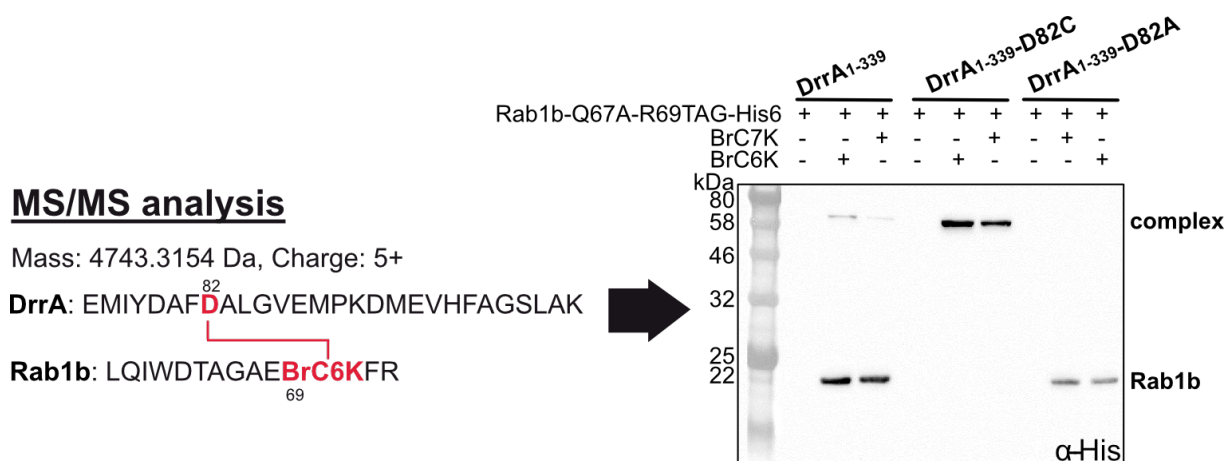 MS/MS analysis
Mass: 4743.3154 Da, Charge: 5+
82
DrrA: EMIYDAFDALGVEMPKDMEVHFAGSLAK
Rab1b: LQIWDTAGAEBrC6KFR
69
DrrA1-339
DrrA1-339-D82C
DrrA1-339-D82A
Rab1b-Q67A-R69TAG-His6 + + + + + + + + +
BrC7K - - + - - + - + -
BrC6K - + - - + - - - +
kDa
80
58
46
32
25
22
complex
Rab1b
α-His